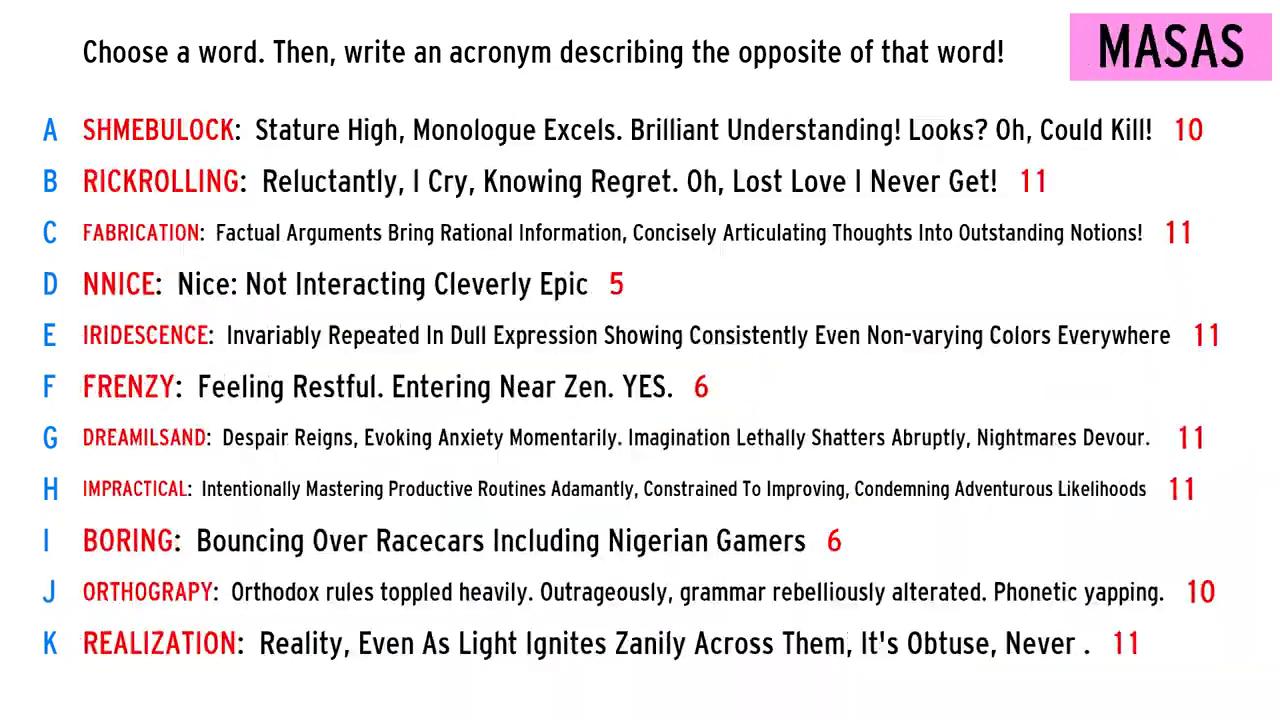 Choose a word. Then, write an acronym describing the opposite of that word!
MASAS
A SHMEBULOCK: Stature High, Monologue Excels. Brilliant Understanding! Looks? Oh, Could Kill! 10
B RICKROLLING: Reluctantly, I Cry, Knowing Regret. Oh, Lost Love I Never Get! 11
C FABRICATION: Factual Arguments Bring Rational Information, Concisely Articulating Thoughts Into Outstanding Notions! 11
D NNICE: Nice: Not Interacting Cleverly Epic 5
E IRIDESCENCE: Invariably Repeated In Dull Expression Showing Consistently Even Non-varying Colors Everywhere 11
F FRENZY: Feeling Restful. Entering Near Zen. YES. 6
G DREAMILSAND: Despair Reigns, Evoking Anxiety Momentarily. Imagination Lethally Shatters Abruptly, Nightmares Devour. 11
H IMPRACTICAL: Intentionally Mastering Productive Routines Adamantly, Constrained To Improving, Condemning Adventurous Likelihoods 11
I BORING: Bouncing Over Racecars Including Nigerian Gamers 6
J ORTHOGRAPY: Orthodox rules toppled heavily. Outrageously, grammar rebelliously alterated. Phonetic yapping. 10
K REALIZATION: Reality, Even As Light Ignites Zanily Across Them, It's Obtuse, Never . 11